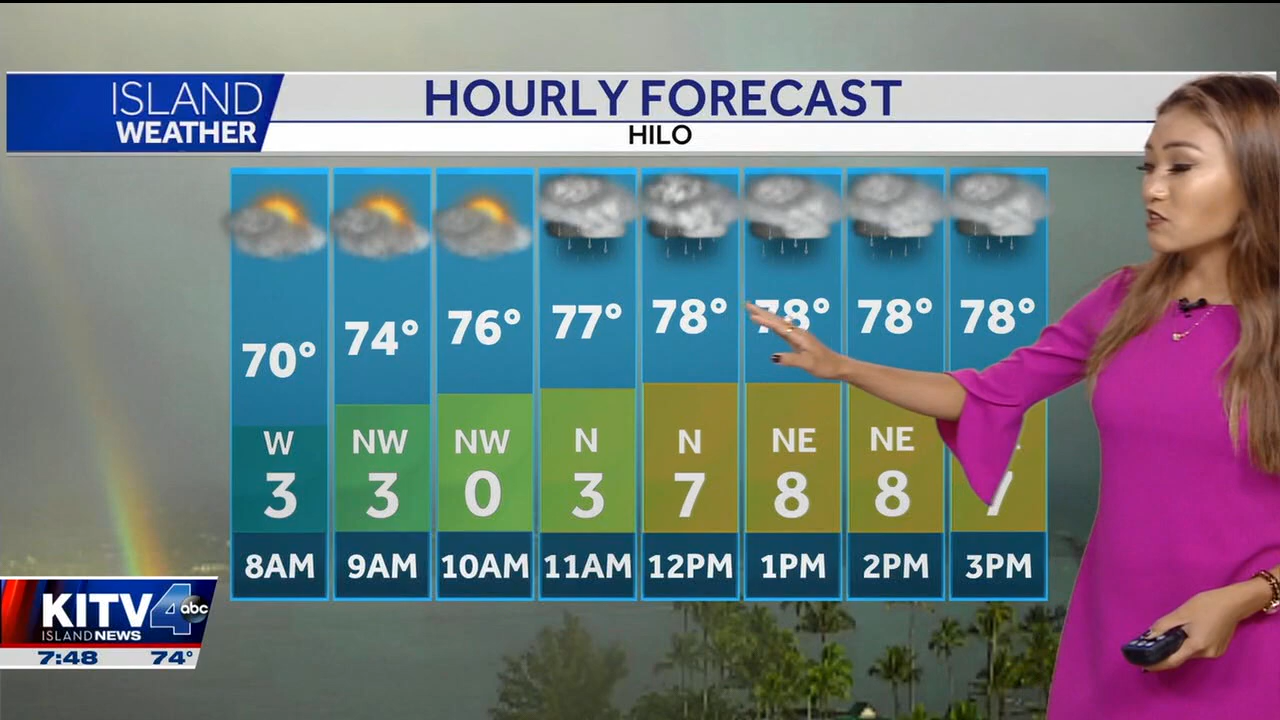 ISLAND
WEATHER
HOURLY FORECAST
HILO
70° 74° 76° 77° 78° 78° 78° 78°
W NW NW N N NE NE
3 3 0 3 7 8 8 7
8AM 9AM 10AM 11AM 12PM 1PM 2PM 3PM
KITV4 abc
ISLAND NEWS
7:48 74°